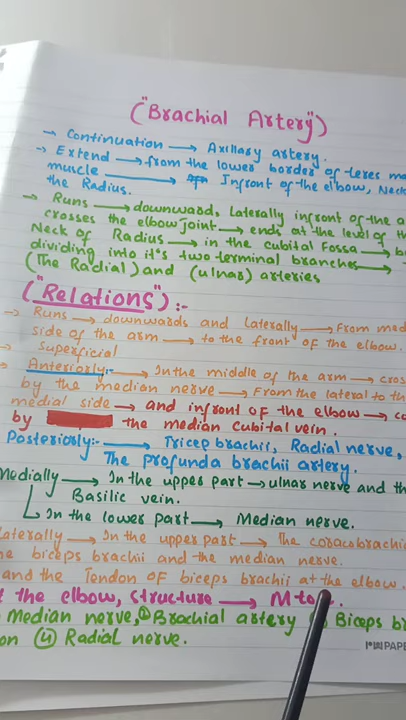 ("Brachial Artery")
→ Continuation → Axillary artery.
→ Extend → from the lower border of teres
muscle → Infront of the elbow, Neck
the Radius.
→ Runs → downward, Laterally infront of the
crosses the elbow joint → ends at the level of the
Neck of Radius → in the cubital Fossa →
dividing into it's two terminal branches →
(The Radial) and (ulnar) arteries
("Relations") :-
→ Runs → downwards and laterally → From
side of the arm → to the front of the elbow.
→ Superficial
→ Anteriorly:- → In the middle of the arm →
by the median nerve → From the lateral to the
medial side → and infront of the elbow →
by the median cubital vein.
Posteriorly:- → Tricep brachii, Radial nerve,
The profunda brachii artery.
Medially → In the upper part → ulnar nerve and the
Basilic vein.
↳ In the lower part → Median nerve.
Laterally → In the upper part → The
biceps brachii and the median nerve.
and the Tendon of biceps brachii at the elbow.
the elbow, structure →
Median nerve, ② Brachial artery Biceps
④ Radial nerve.